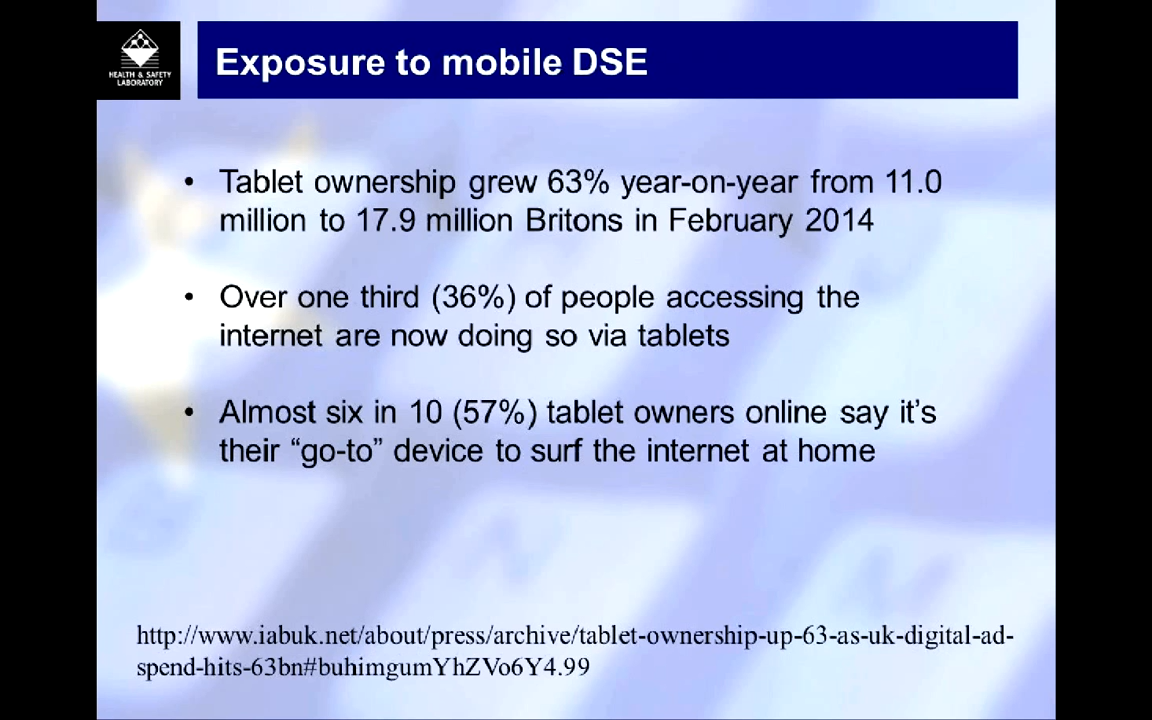 HEALTH & SAFETY
LABORATORY
Exposure to mobile DSE
• Tablet ownership grew 63% year-on-year from 11.0
million to 17.9 million Britons in February 2014
• Over one third (36%) of people accessing the
internet are now doing so via tablets
• Almost six in 10 (57%) tablet owners online say it’s
their “go-to” device to surf the internet at home
http://www.iabuk.net/about/press/archive/tablet-ownership-up-63-as-uk-digital-ad-
spend-hits-63bn#buhimgumYhZVo6Y4.99